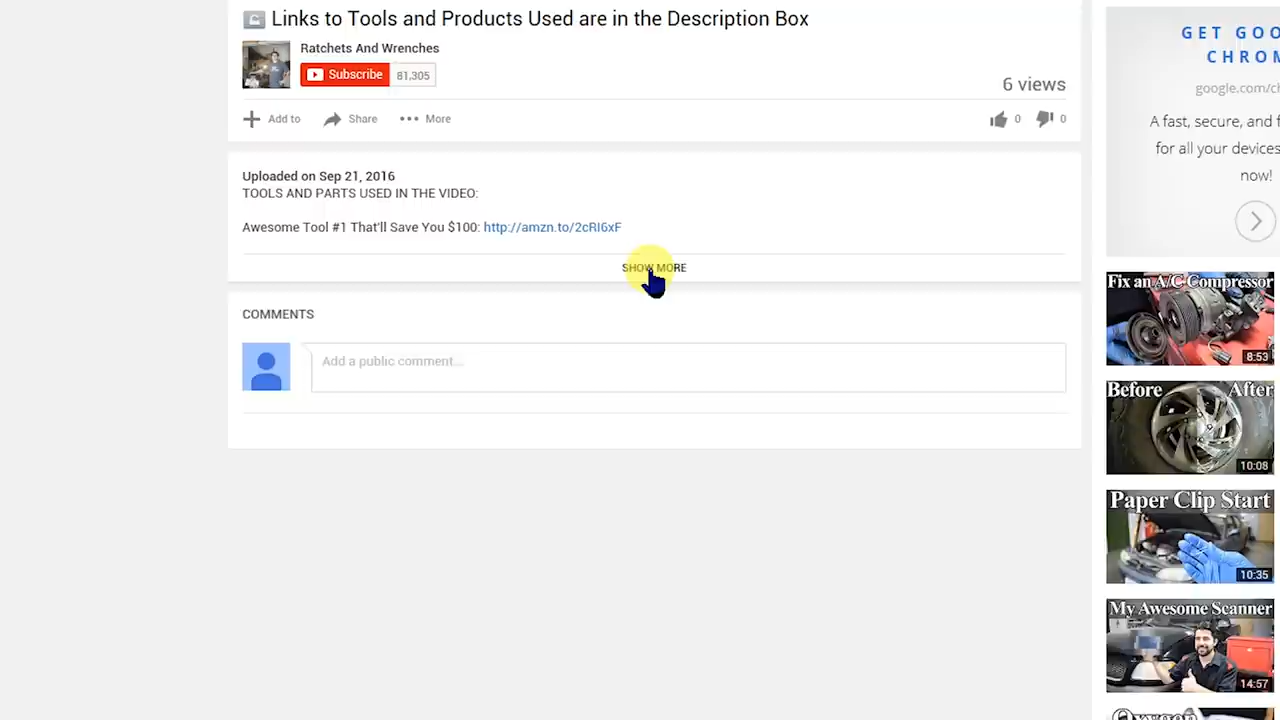 Links to Tools and Products Used are in the Description Box
Ratchets And Wrenches
Subscribe 81,305
6 views
Add to Share More 0 0
Uploaded on Sep 21, 2016
TOOLS AND PARTS USED IN THE VIDEO:
Awesome Tool #1 That'll Save You $100: http://amzn.to/2cRI6xF
SHOW MORE
COMMENTS
Add a public comment...
GET GOO
CHROM
google.com/ch
A fast, secure, and f
for all your devices
now!
Fix an A/C Compressor
8:53
Before After
10:08
Paper Clip Start
10:35
My Awesome Scanner
14:57